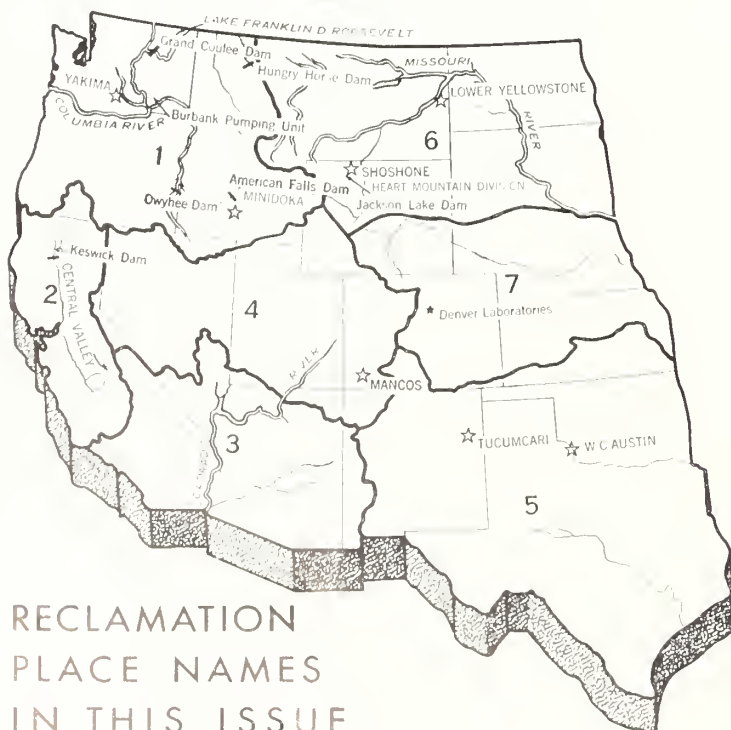 LAKE FRANKLIN D ROOSEVELT
Grand Coulee Dam
MISSOURI
Hungry Horse Dam
YAKIMA
LOWER YELLOWSTONE
COLUMBIA RIVER
Burbank Pumping Unit
RIVER
6
1
SHOSHONE
American Falls Dam
HEART MOUNTAIN DIVISION
Owyhee Dam
MINIDOKA
Jackson Lake Dam
Keswick Dam
2
CENTRAL VALLEY
4
7
Denver Laboratories
RIVER
MANCOS
3
TUCUMCARI
W C AUSTIN
5
RECLAMATION
PLACE NAMES
IN THIS ISSUE